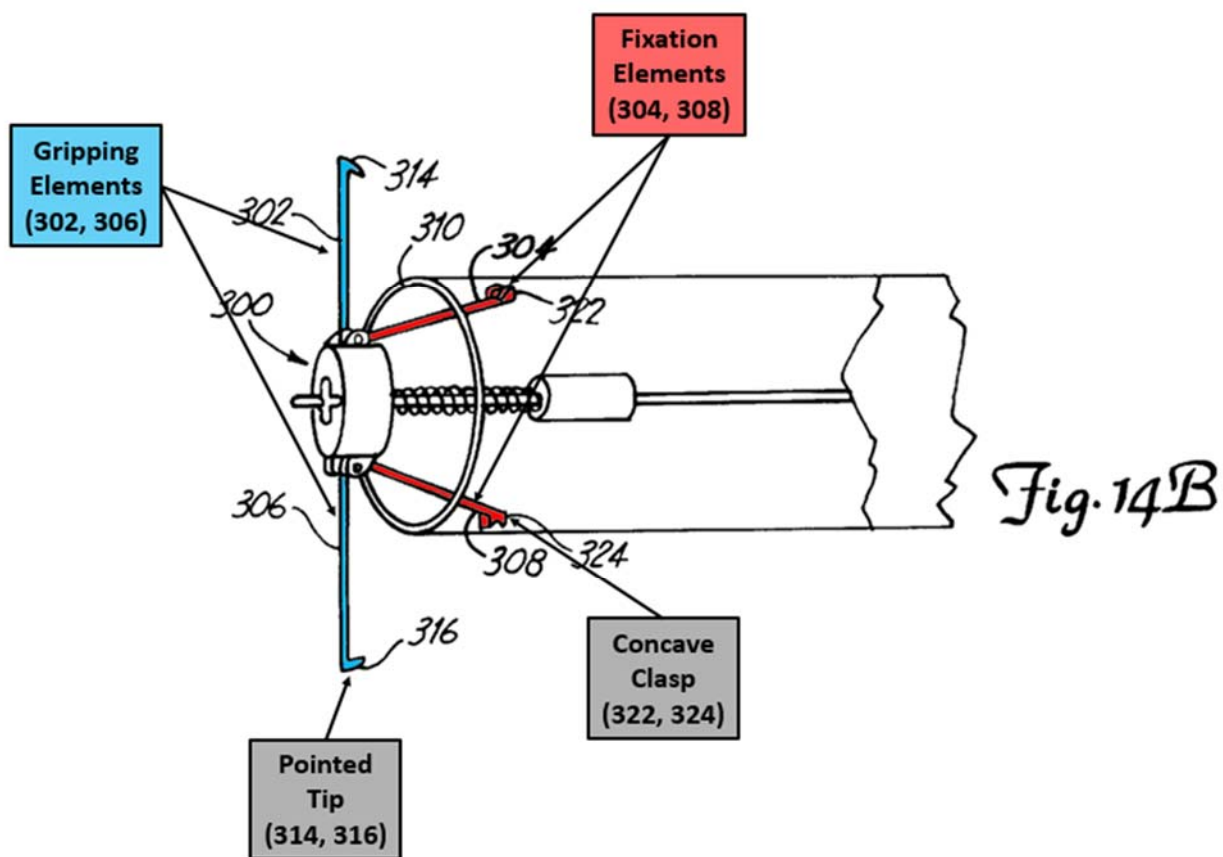 Fixation
Elements
(304, 308)
Gripping
Elements
(302, 306)
314
302
310
304
300
322
306
308
324
Fig. 14B
316
Concave
Clasp
(322, 324)
Pointed
Tip
(314, 316)